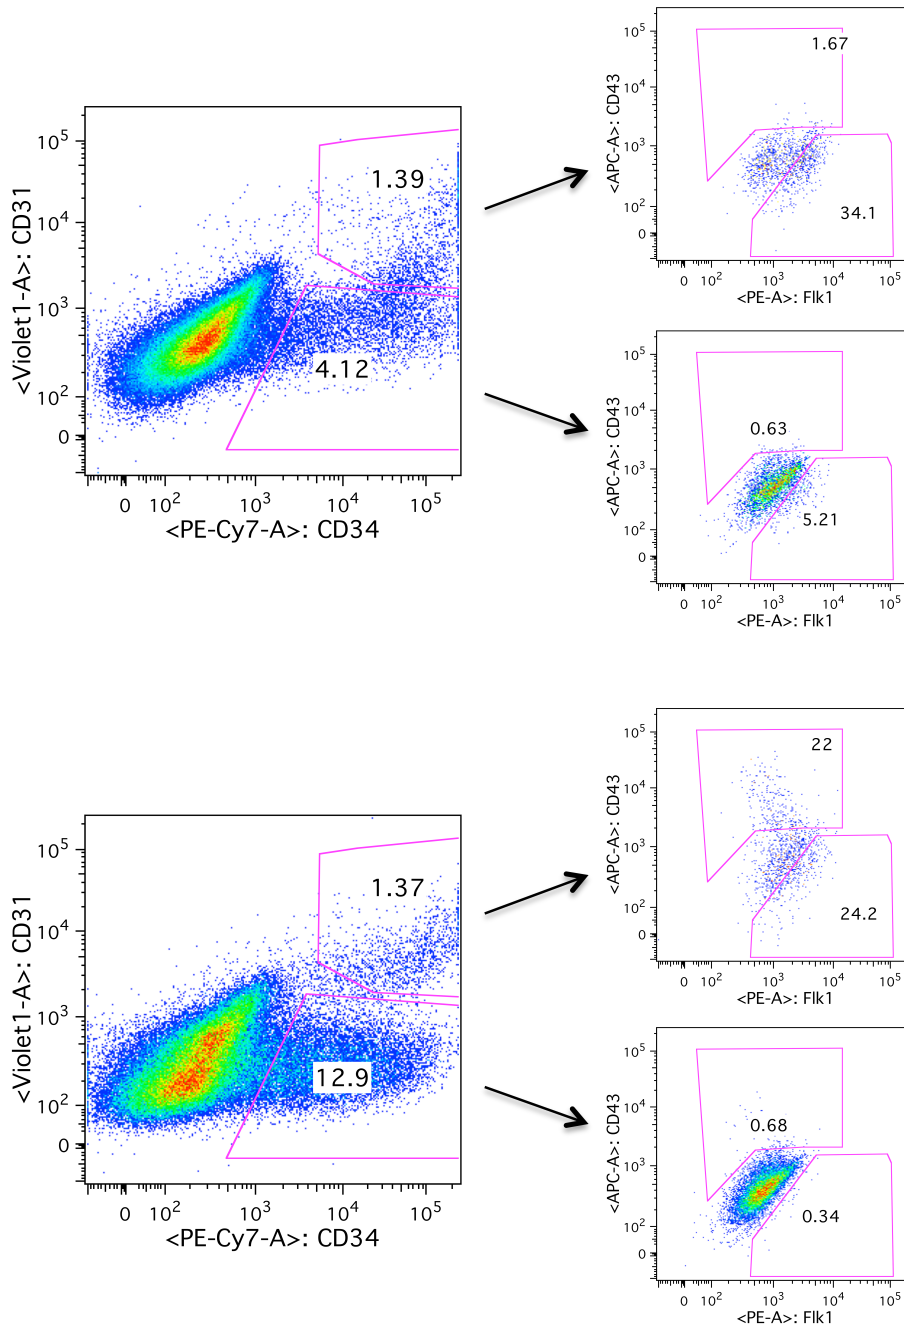 <Violet1-A>: CD31
10⁵
10⁴
10³
10²
0
1.39
4.12
0 10² 10³ 10⁴ 10⁵
<PE-Cy7-A>: CD34
<APC-A>: CD43
10⁵
10⁴
10³
10²
0
1.67
34.1
0 10² 10³ 10⁴ 10⁵
<PE-A>: Flk1
<APC-A>: CD43
10⁵
10⁴
10³
10²
0
0.63
5.21
0 10² 10³ 10⁴ 10⁵
<PE-A>: Flk1
<Violet1-A>: CD31
10⁵
10⁴
10³
10²
0
1.37
12.9
0 10² 10³ 10⁴ 10⁵
<PE-Cy7-A>: CD34
<APC-A>: CD43
10⁵
10⁴
10³
10²
0
22
24.2
0 10² 10³ 10⁴ 10⁵
<PE-A>: Flk1
<APC-A>: CD43
10⁵
10⁴
10³
10²
0
0.68
0.34
0 10² 10³ 10⁴ 10⁵
<PE-A>: Flk1